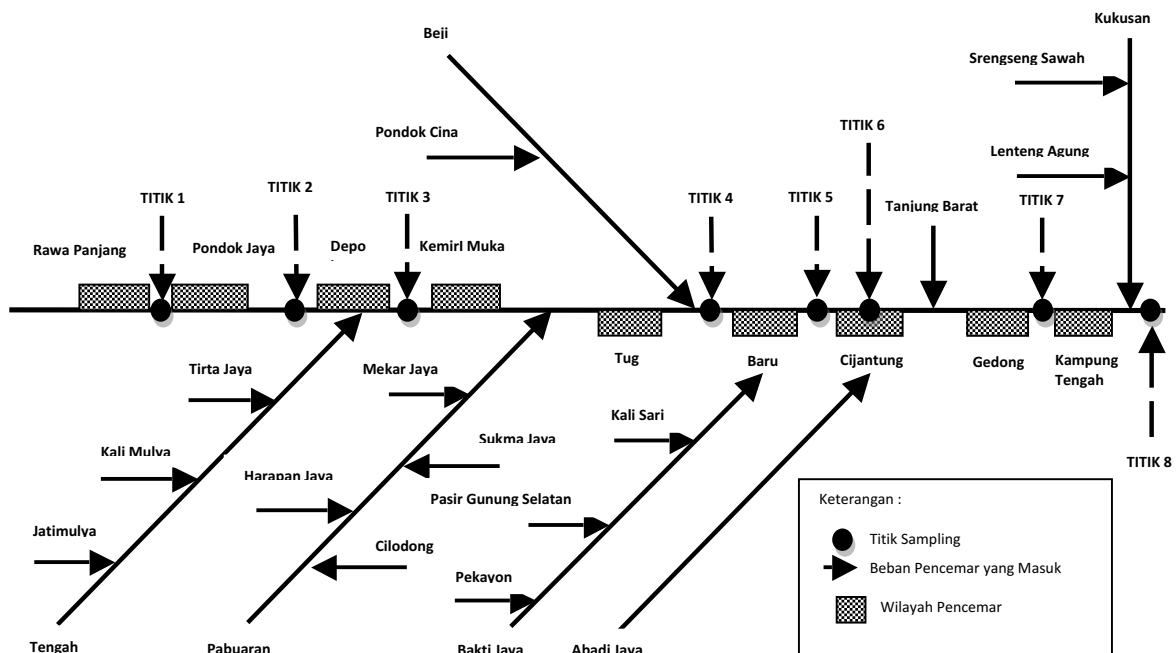 Kukusan
Beji
Srengseng Sawah
Pondok Cina
TITIK 6
Lenteng Agung
TITIK 1
TITIK 2
TITIK 3
TITIK 4
TITIK 5
Tanjung Barat
TITIK 7
Rawa Panjang
Pondok Jaya
Depo
KemirI Muka
Tug
Baru
Cijantung
Gedong
Kampung
Tengah
Tirta Jaya
Mekar Jaya
Kali Sari
Sukma Jaya
Kali Mulya
TITIK 8
Harapan Jaya
Pasir Gunung Selatan
Jatimulya
Cilodong
Pekayon
Tengah
Pabuaran
Bakti Jaya
Abadi Jaya
Keterangan :
Titik Sampling
Beban Pencemar yang Masuk
Wilayah Pencemar